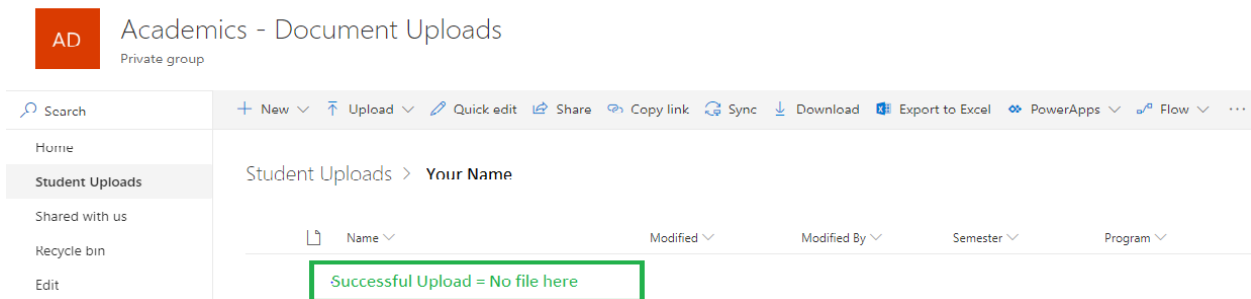 AD
Academics - Document Uploads
Private group
Search
+ New Upload Quick edit Share Copy link Sync Download Export to Excel PowerApps Flow ...
Home
Student Uploads
Shared with us
Recycle bin
Edit
Student Uploads > Your Name
Name Modified Modified By Semester Program
Successful Upload = No file here